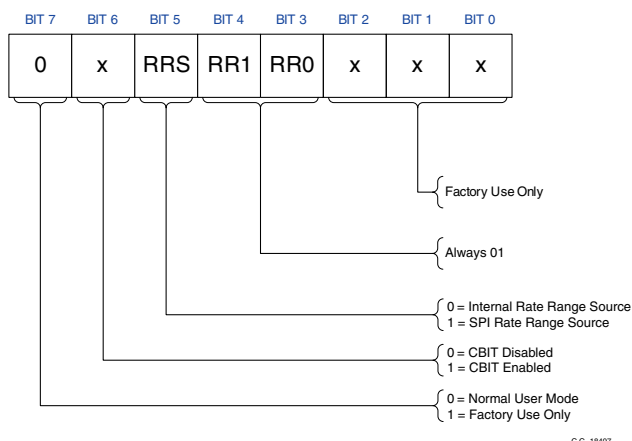 BIT 7 BIT 6 BIT 5 BIT 4 BIT 3 BIT 2 BIT 1 BIT 0
0 x RRS RR1 RR0 x x x
Factory Use Only
Always 01
0 = Internal Rate Range Source
1 = SPI Rate Range Source
0 = CBIT Disabled
1 = CBIT Enabled
0 = Normal User Mode
1 = Factory Use Only